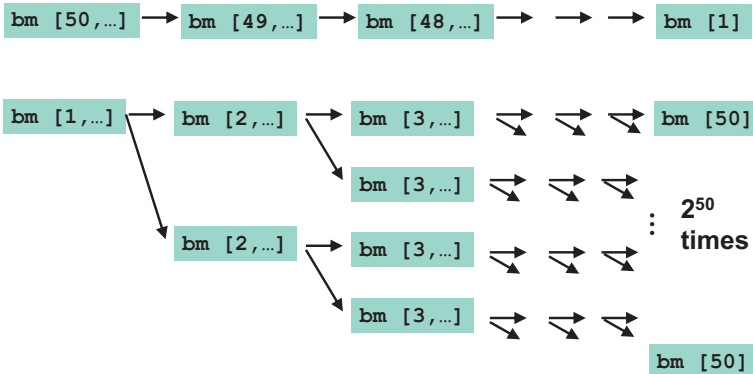 bm [50,…] bm [49,…] bm [48,…] bm [1]
bm [1,…] bm [2,…] bm [3,…] bm [50]
bm [3,…]
⋮ 2⁵⁰
times
bm [2,…] bm [3,…]
bm [3,…]
bm [50]